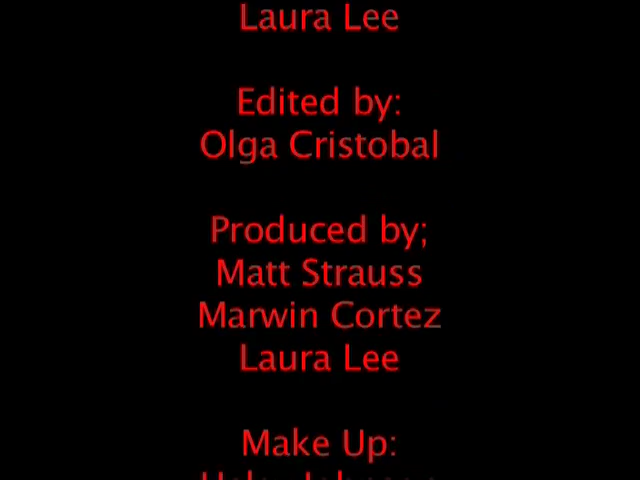 Laura Lee
Edited by:
Olga Cristobal
Produced by;
Matt Strauss
Marwin Cortez
Laura Lee
Make Up: